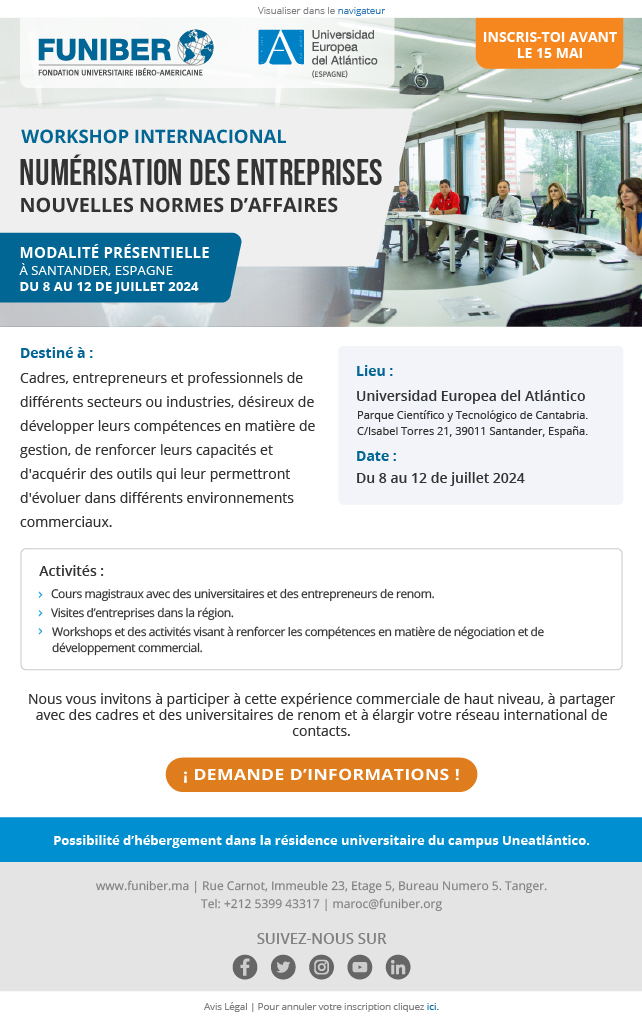 Visualiser dans le navigateur
FUNIBER
FONDATION UNIVERSITAIRE IBÉRO-AMERICAINE
Universidad
Europea
del Atlántico
(ESPAGNE)
INSCRIS-TOI AVANT
LE 15 MAI
WORKSHOP INTERNACIONAL
NUMÉRISATION DES ENTREPRISES
NOUVELLES NORMES D'AFFAIRES
MODALITÉ PRÉSENTIELLE
À SANTANDER, ESPAGNE
DU 8 AU 12 DE JUILLET 2024
Destiné à :
Cadres, entrepreneurs et professionnels de
différents secteurs ou industries, désireux de
développer leurs compétences en matière de
gestion, de renforcer leurs capacités et
d'acquérir des outils qui leur permettront
d'évoluer dans différents environnements
commerciaux.
Lieu :
Universidad Europea del Atlántico
Parque Científico y Tecnológico de Cantabria.
C/Isabel Torres 21, 39011 Santander, España.
Date :
Du 8 au 12 de juillet 2024
Activités :
Cours magistraux avec des universitaires et des entrepreneurs de renom.
Visites d'entreprises dans la région.
Workshops et des activités visant à renforcer les compétences en matière de négociation et de
développement commercial.
Nous vous invitons à participer à cette expérience commerciale de haut niveau, à partager
avec des cadres et des universitaires de renom et à élargir votre réseau international de
contacts.
¡ DEMANDE D'INFORMATIONS !
Possibilité d'hébergement dans la résidence universitaire du campus Uneatlántico.
www.funiber.ma | Rue Carnot, Immeuble 23, Etage 5, Bureau Numero 5. Tanger.
Tel: +212 5399 43317 | maroc@funiber.org
SUIVEZ-NOUS SUR
Avis Légal | Pour annuler votre inscription cliquez ici.